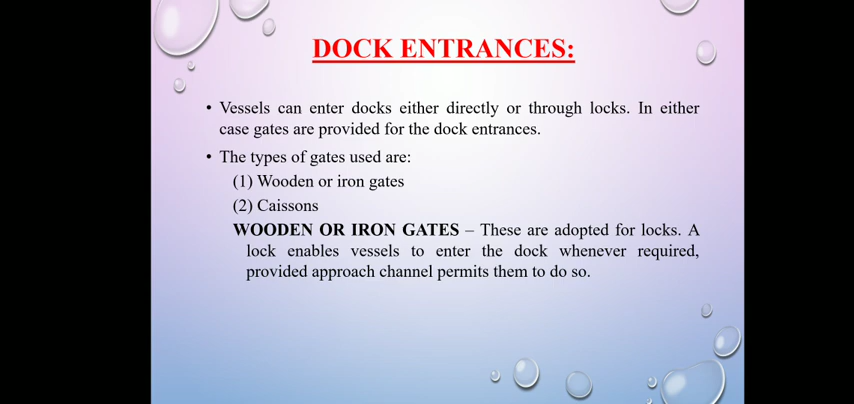 DOCK ENTRANCES:
• Vessels can enter docks either directly or through locks. In either
case gates are provided for the dock entrances.
• The types of gates used are:
(1) Wooden or iron gates
(2) Caissons
WOODEN OR IRON GATES – These are adopted for locks. A
lock enables vessels to enter the dock whenever required,
provided approach channel permits them to do so.